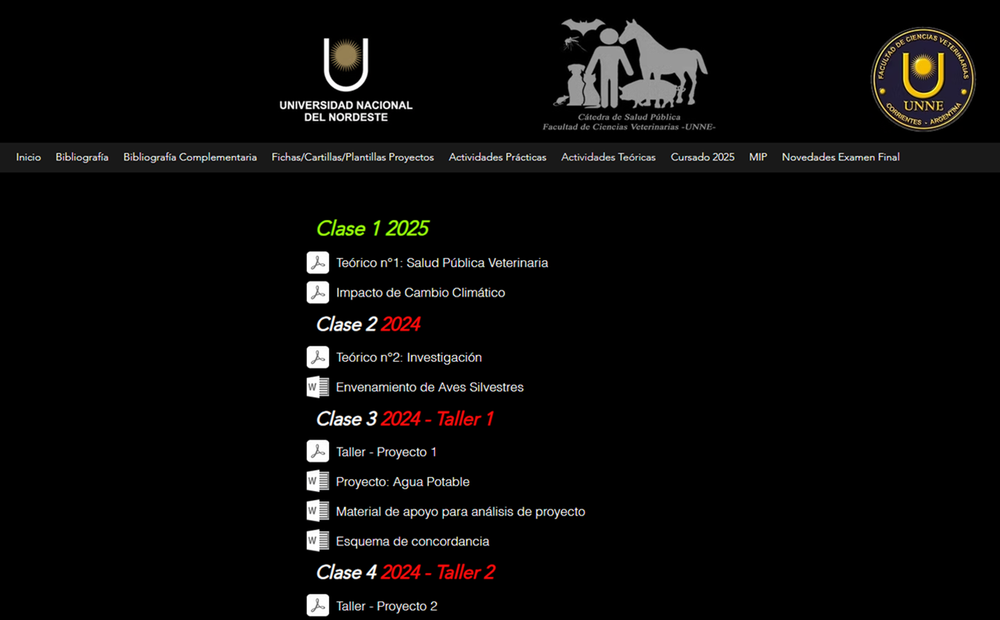 UNIVERSIDAD NACIONAL
DEL NORDESTE
Cátedra de Salud Pública
Facultad de Ciencias Veterinarias -UNNE-
FACULTAD DE CIENCIAS VETERINARIAS
UNNE
CORRIENTES - ARGENTINA
Inicio Bibliografía Bibliografía Complementaria Fichas/Cartillas/Plantillas Proyectos Actividades Prácticas Actividades Teóricas Cursado 2025 MIP Novedades Examen Final
Clase 1 2025
Teórico n°1: Salud Pública Veterinaria
Impacto de Cambio Climático
Clase 2 2024
Teórico n°2: Investigación
W Envenamiento de Aves Silvestres
Clase 3 2024 - Taller 1
Taller - Proyecto 1
W Proyecto: Agua Potable
W Material de apoyo para análisis de proyecto
W Esquema de concordancia
Clase 4 2024 - Taller 2
Taller - Proyecto 2